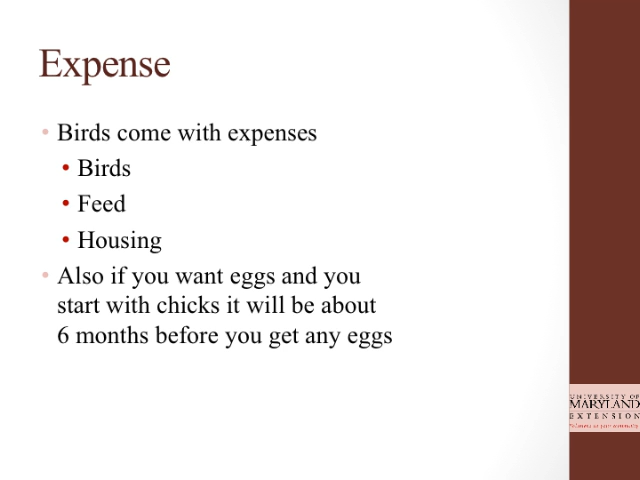 Expense
• Birds come with expenses
• Birds
• Feed
• Housing
• Also if you want eggs and you
start with chicks it will be about
6 months before you get any eggs
UNIVERSITY OF
MARYLAND
EXTENSION